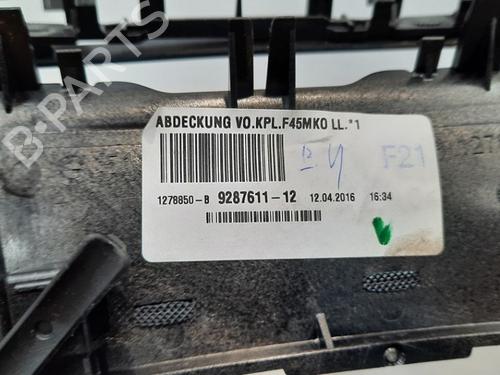 B-PARTS
ABDECKUNG VO.KPL.F45MKO LL.*1
F21
1278850-B 9287611-12 12.04.2016 16:34